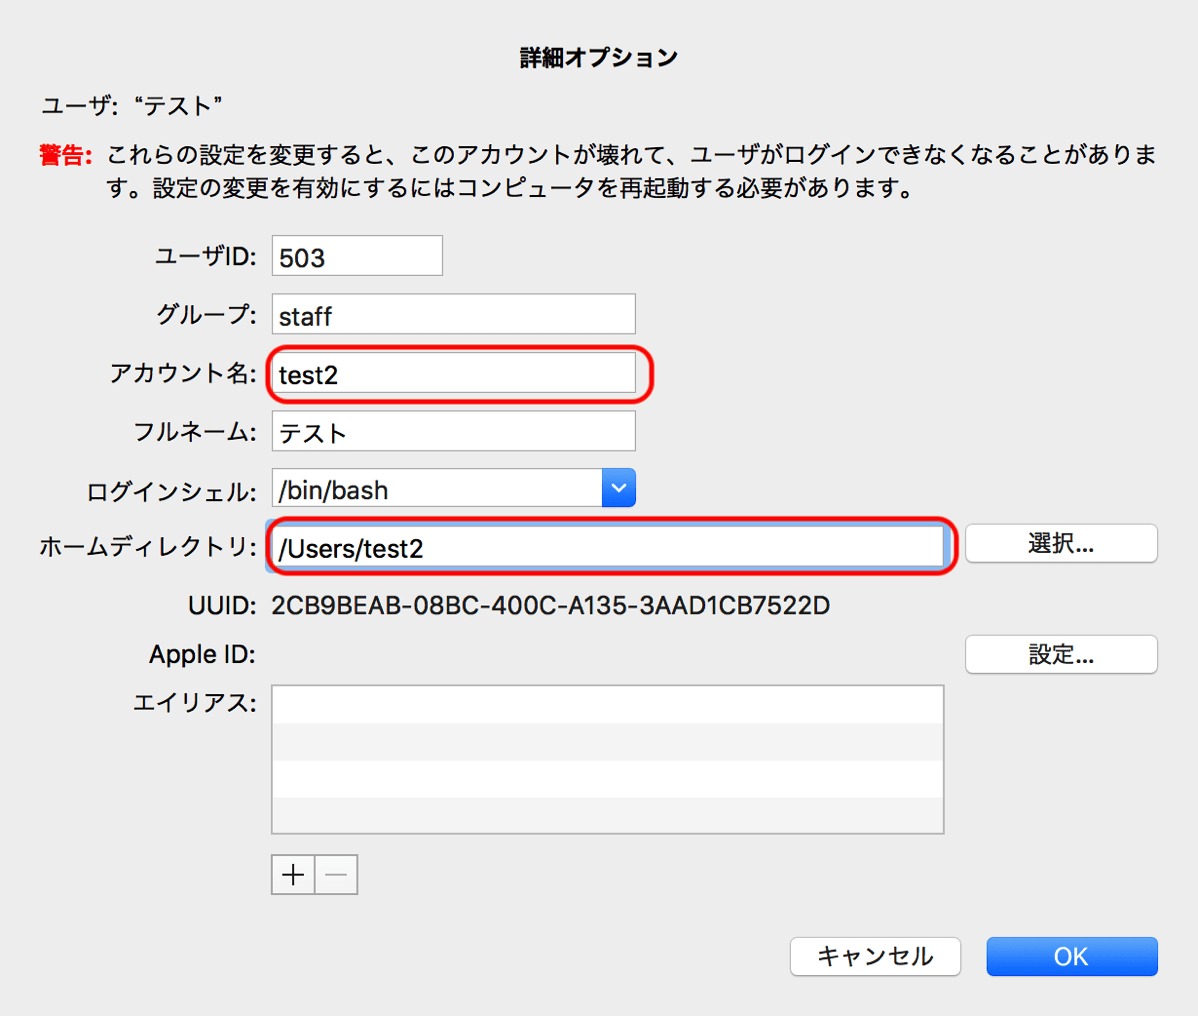 詳細オプション
ユーザ: “テスト”
警告: これらの設定を変更すると、このアカウントが壊れて、ユーザがログインできなくなることがありま
す。設定の変更を有効にするにはコンピュータを再起動する必要があります。
ユーザID: 503
グループ: staff
アカウント名: test2
フルネーム: テスト
ログインシェル: /bin/bash
ホームディレクトリ: /Users/test2 選択...
UUID: 2CB9BEAB-08BC-400C-A135-3AAD1CB7522D
Apple ID: 設定...
エイリアス:
キャンセル OK